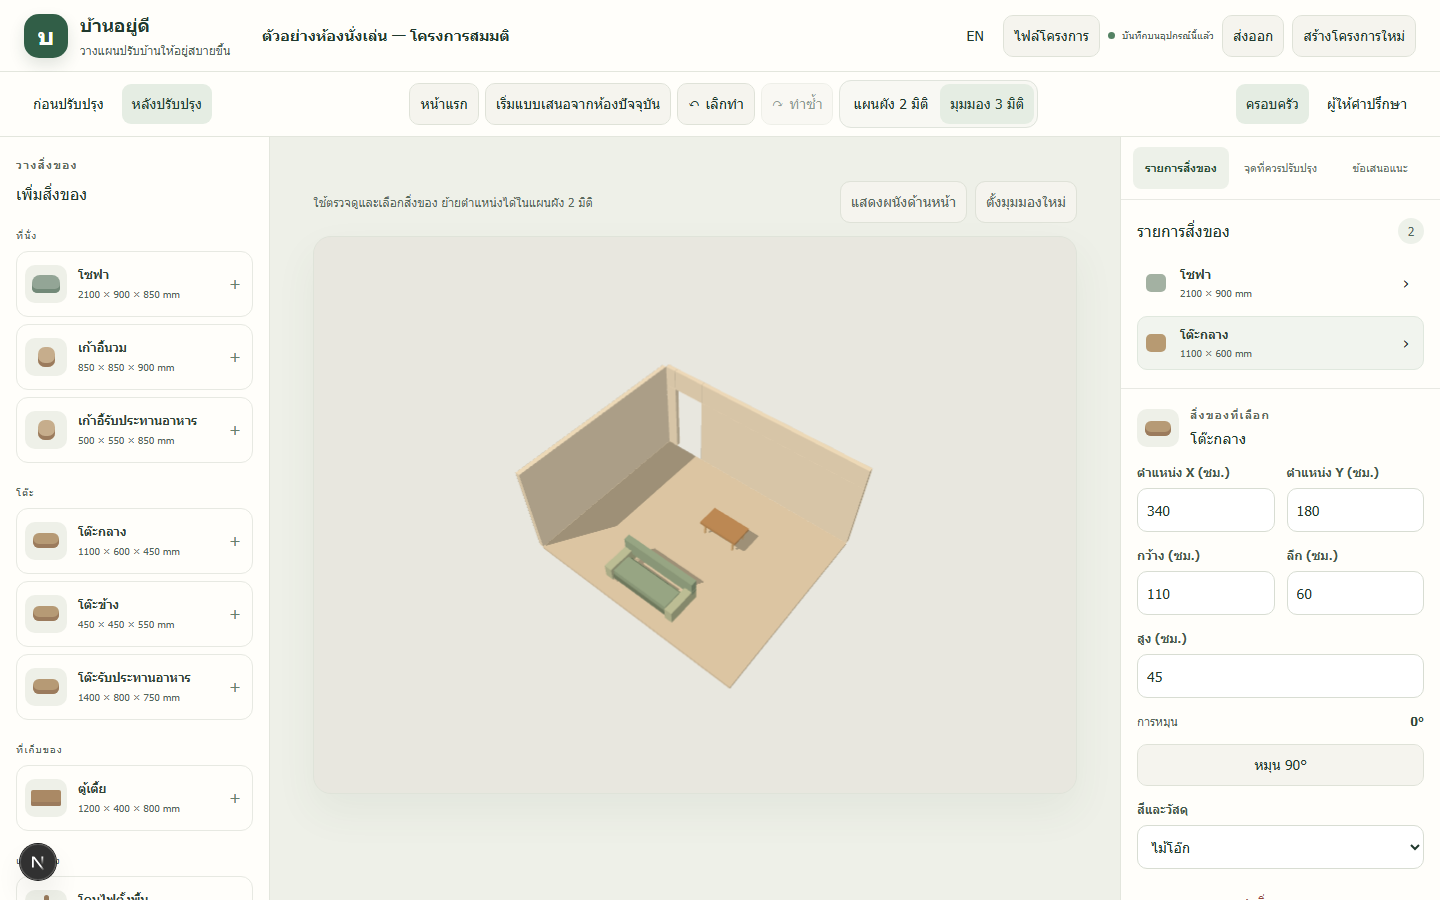 บ
บ้านอยู่ดี
วางแผนปรับบ้านให้อยู่สบายขึ้น
ตัวอย่างห้องนั่งเล่น — โครงการสมมติ
EN
ไฟล์โครงการ
บันทึกบนอุปกรณ์นี้แล้ว
ส่งออก
สร้างโครงการใหม่
ก่อนปรับปรุง
หลังปรับปรุง
หน้าแรก
เริ่มแบบเสนอจากห้องปัจจุบัน
↶ เลิกทำ
↷ ทำซ้ำ
แผนผัง 2 มิติ
มุมมอง 3 มิติ
ครอบครัว
ผู้ให้คำปรึกษา
วางสิ่งของ
เพิ่มสิ่งของ
ที่นั่ง
โซฟา
2100 × 900 × 850 mm
+
เก้าอี้นวม
850 × 850 × 900 mm
+
เก้าอี้รับประทานอาหาร
500 × 550 × 850 mm
+
โต๊ะ
โต๊ะกลาง
1100 × 600 × 450 mm
+
โต๊ะข้าง
450 × 450 × 550 mm
+
โต๊ะรับประทานอาหาร
1400 × 800 × 750 mm
+
ที่เก็บของ
ตู้เตี้ย
1200 × 400 × 800 mm
+
N
โคมไฟตั้งพื้น
ใช้ตรวจดูและเลือกสิ่งของ ย้ายตำแหน่งได้ในแผนผัง 2 มิติ
แสดงผนังด้านหน้า
ตั้งมุมมองใหม่
รายการสิ่งของ
จุดที่ควรปรับปรุง
ข้อเสนอแนะ
รายการสิ่งของ
2
โซฟา
2100 × 900 mm
›
โต๊ะกลาง
1100 × 600 mm
›
สิ่งของที่เลือก
โต๊ะกลาง
ตำแหน่ง X (ซม.)
ตำแหน่ง Y (ซม.)
340
180
กว้าง (ซม.)
ลึก (ซม.)
110
60
สูง (ซม.)
45
การหมุน
0°
หมุน 90°
สีและวัสดุ
ไม้โอ๊ก